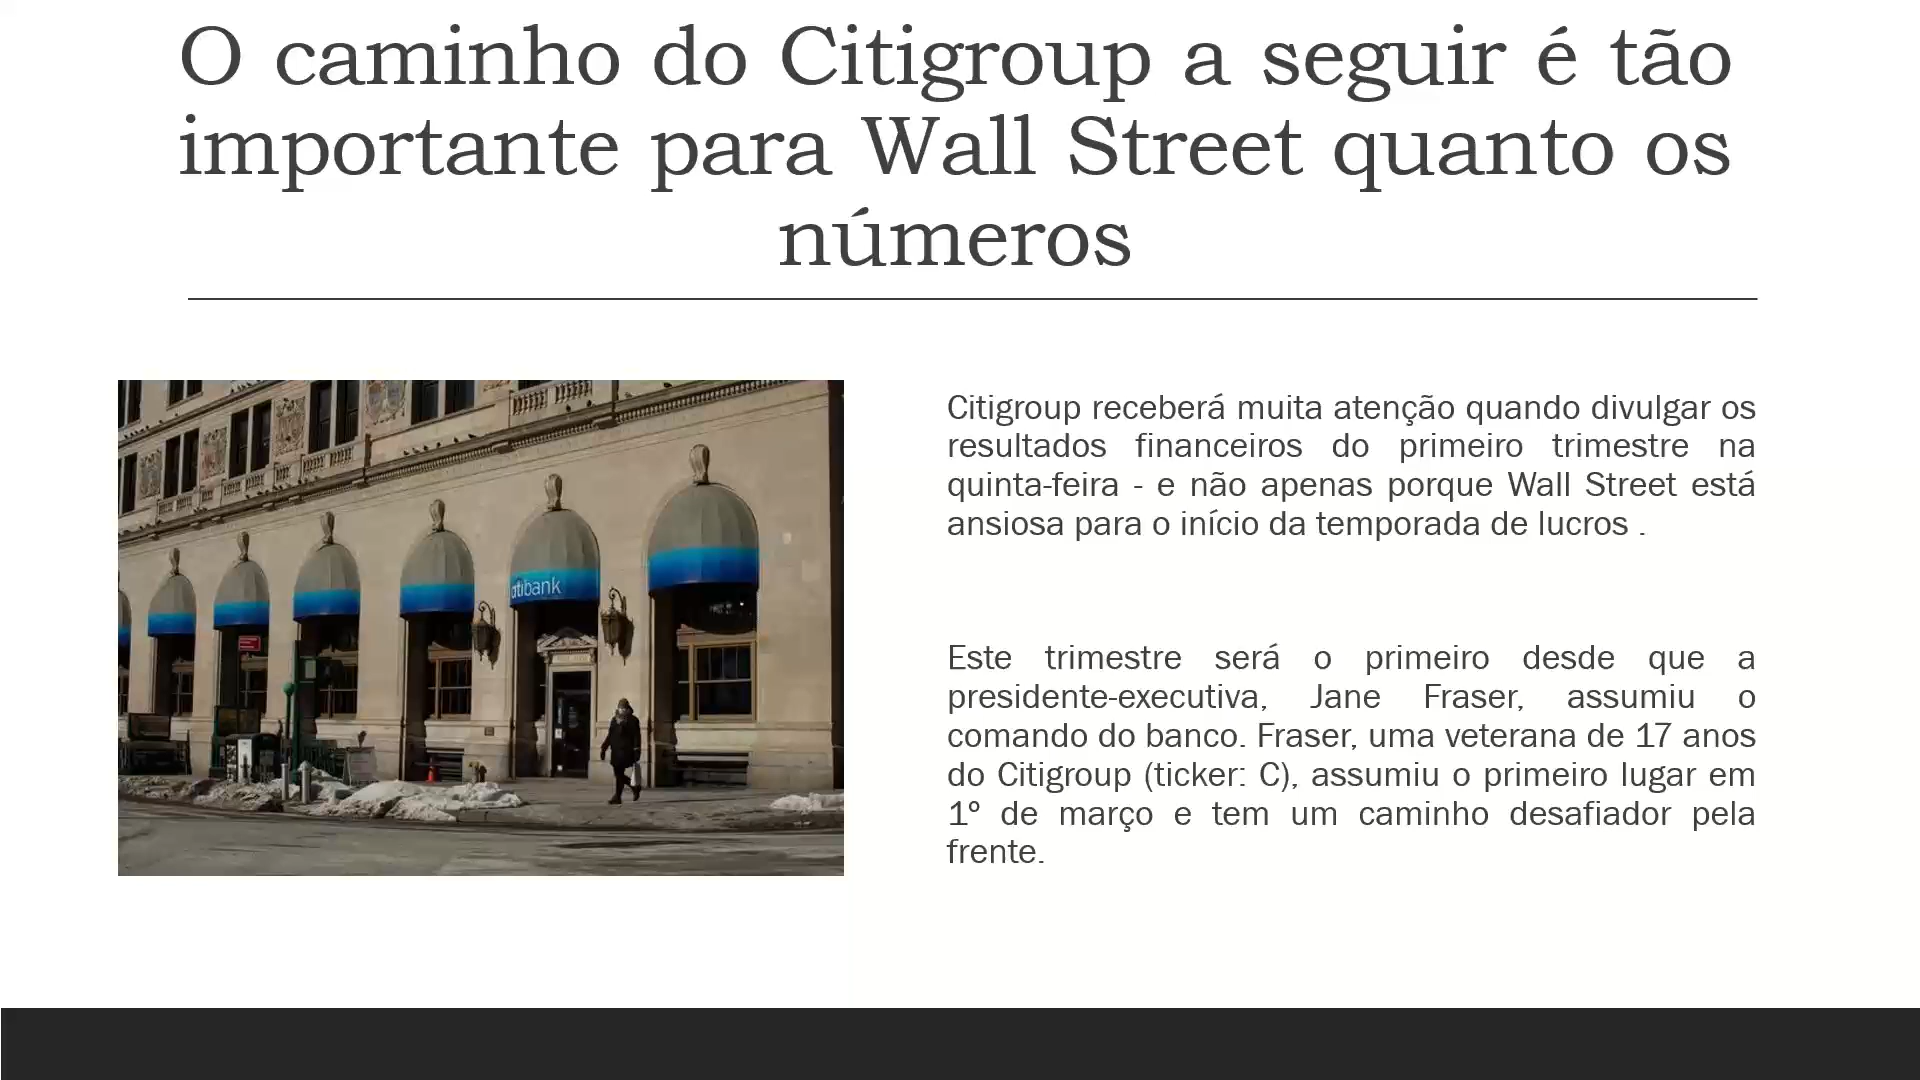 O caminho do Citigroup a seguir é tão
importante para Wall Street quanto os
números
citibank
Citigroup receberá muita atenção quando divulgar os
resultados financeiros do primeiro trimestre na
quinta-feira - e não apenas porque Wall Street está
ansiosa para o início da temporada de lucros .
Este trimestre será o primeiro desde que a
presidente-executiva, Jane Fraser, assumiu o
comando do banco. Fraser, uma veterana de 17 anos
do Citigroup (ticker: C), assumiu o primeiro lugar em
1º de março e tem um caminho desafiador pela
frente.